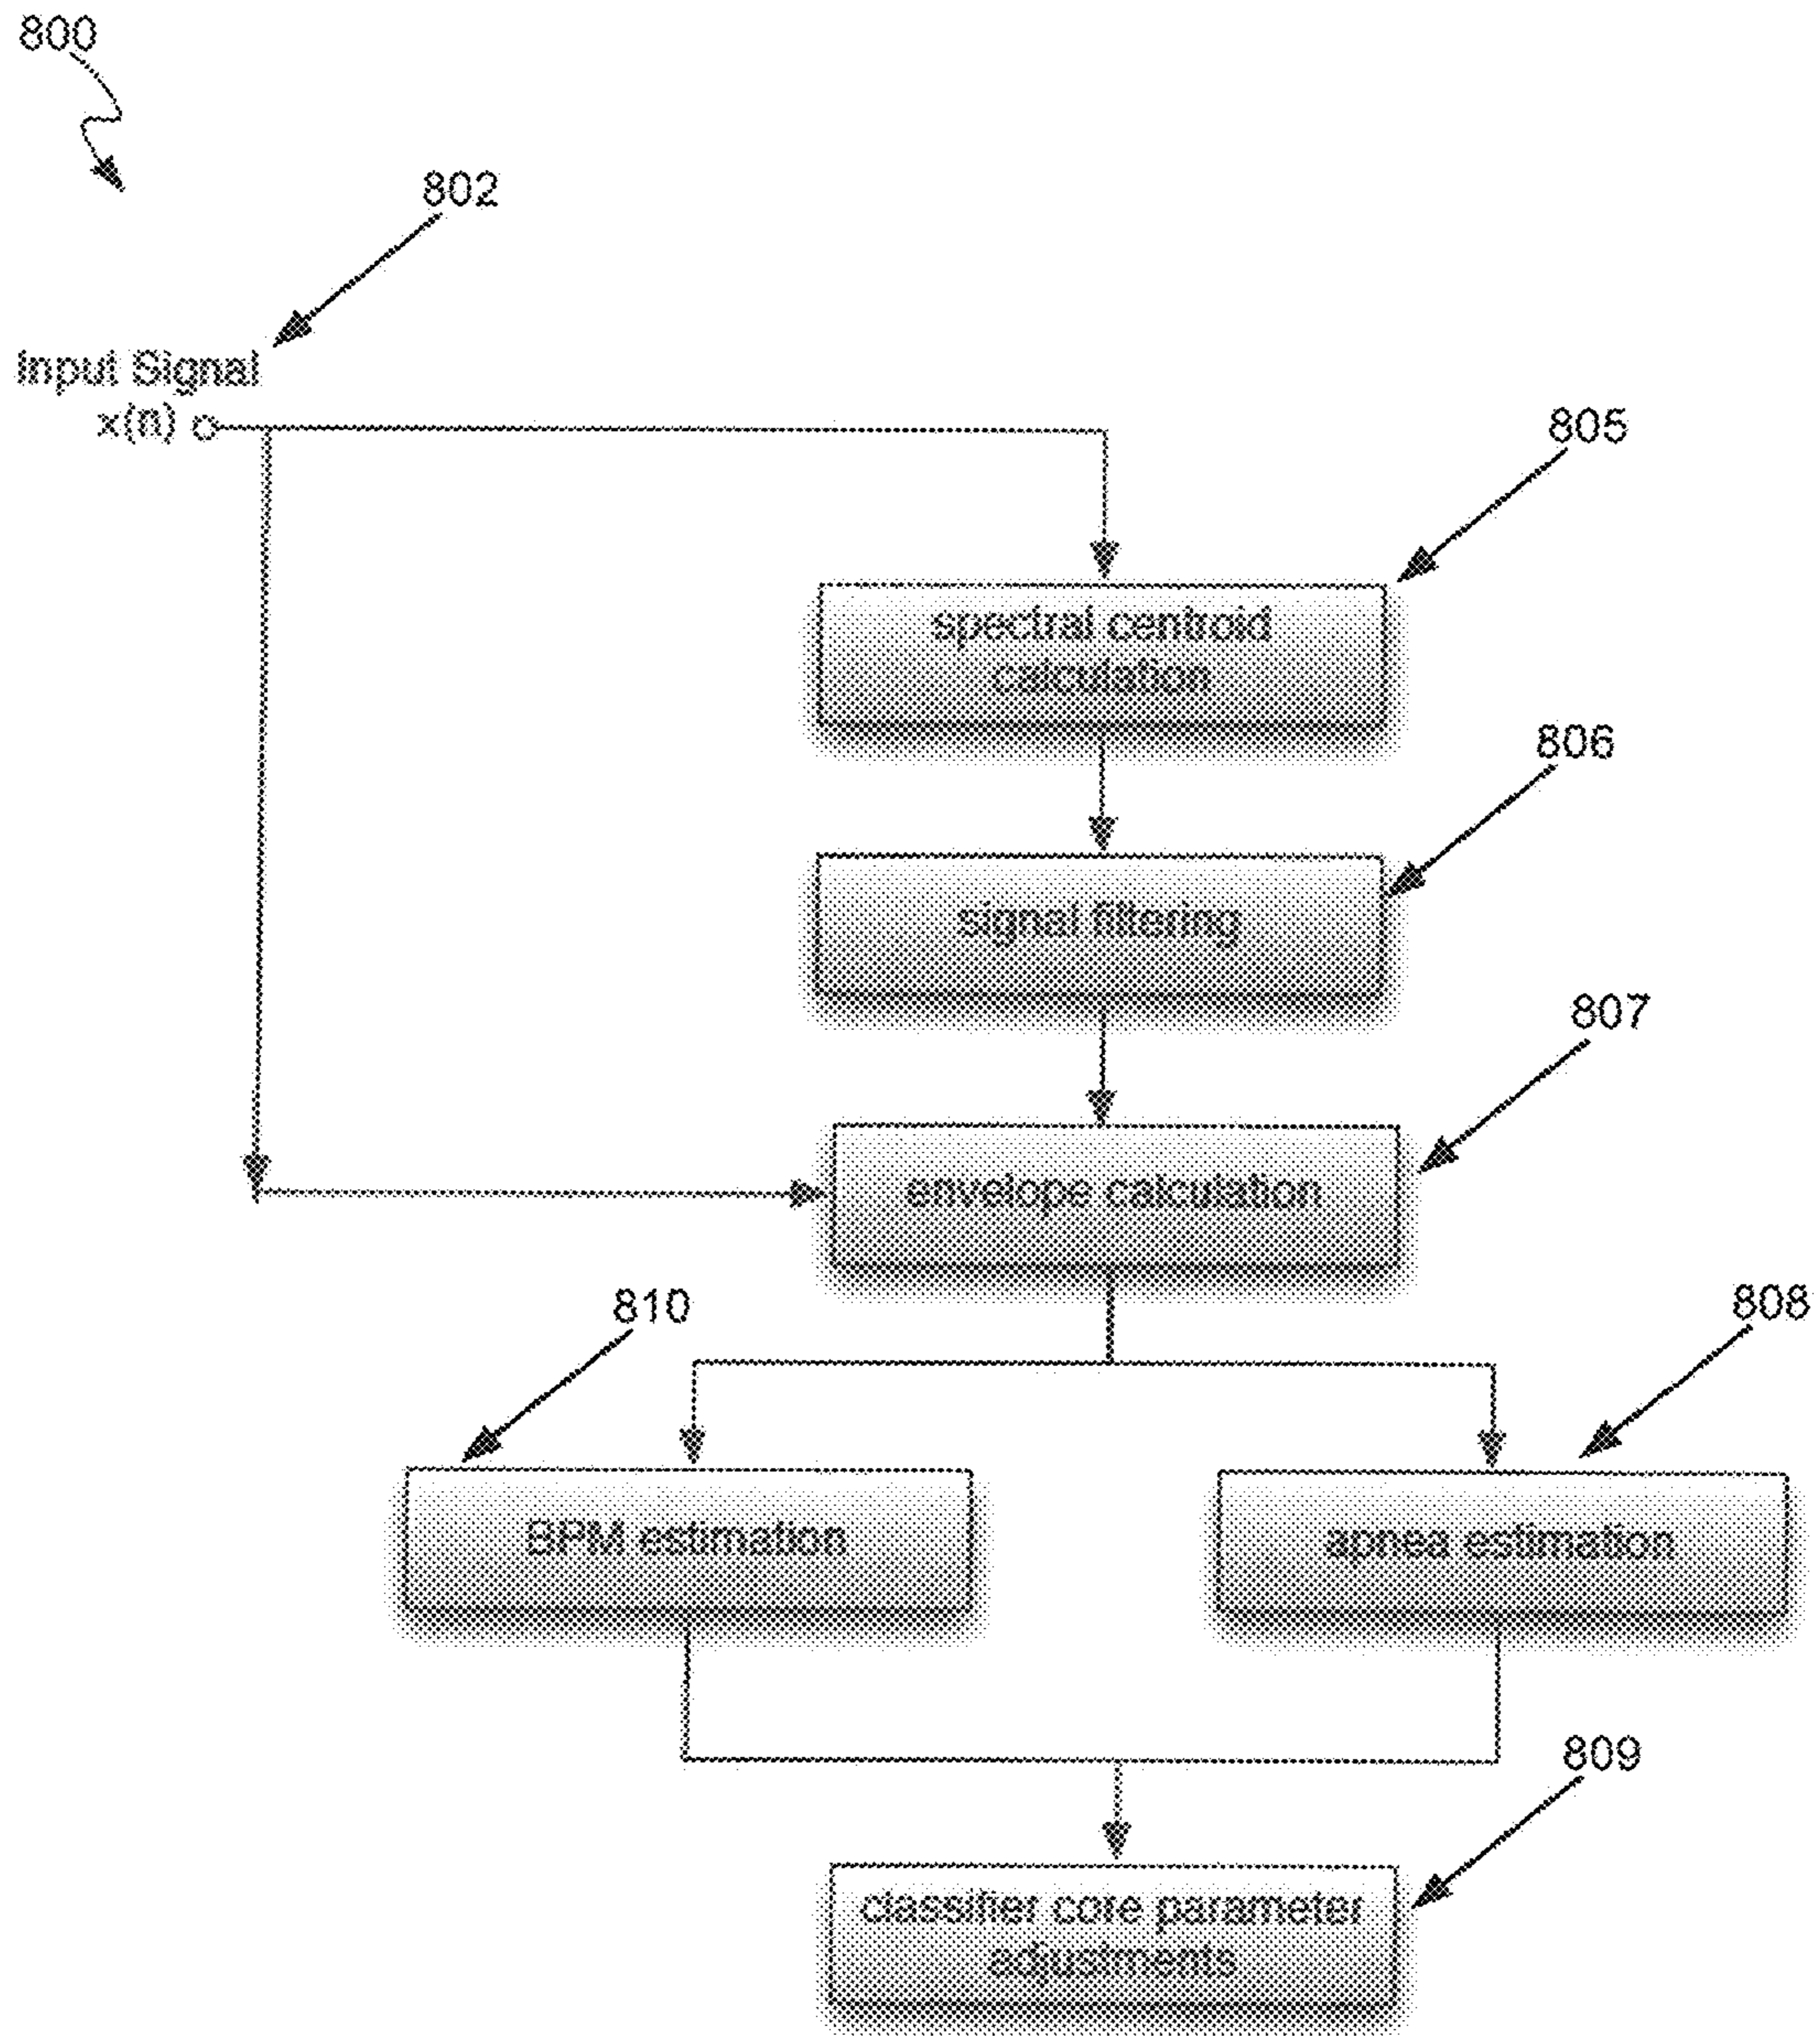 800
802
Input Signal
x(n)
805
spectral centroid
calculation
806
signal filtering
807
envelope calculation
810
808
BPM estimation
apnea estimation
809
classifier core parameter
adjustments